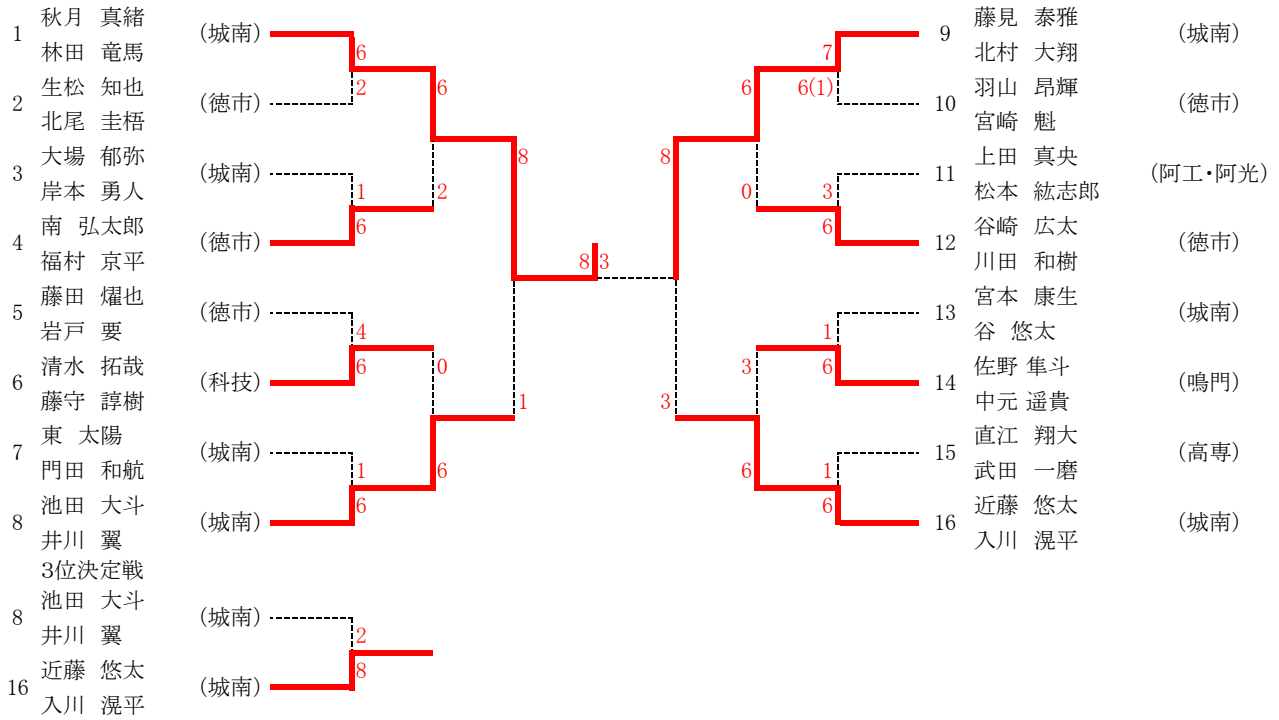 秋月 真緒
1 (城南)
林田 竜馬
6
生松 知也
2 (徳市)
2
北尾 圭梧
6
大場 郁弥
3 (城南)
岸本 勇人
1
2
南 弘太郎
4 (徳市)
6
福村 京平
8
藤田 燿也
5 (徳市)
岩戸 要
4
清水 拓哉
6 (科技)
6
藤守 諄樹
0
東 太陽
7 (城南)
門田 和航
1
6
池田 大斗
8 (城南)
6
井川 翼
1
8 3
藤見 泰雅
9 (城南)
北村 大翔
7
羽山 昂輝
10 (徳市)
6(1)
宮崎 魁
6
上田 真央
11 (阿工・阿光)
松本 紘志郎
3
0
谷崎 広太
12 (徳市)
6
川田 和樹
8
宮本 康生
13 (城南)
谷 悠太
1
佐野 隼斗
14 (鳴門)
6
中元 遥貴
3
直江 翔大
15 (高専)
武田 一磨
1
6
近藤 悠太
16 (城南)
6
入川 滉平
3
3位決定戦
池田 大斗
8 (城南)
井川 翼
2
近藤 悠太
16 (城南)
8
入川 滉平